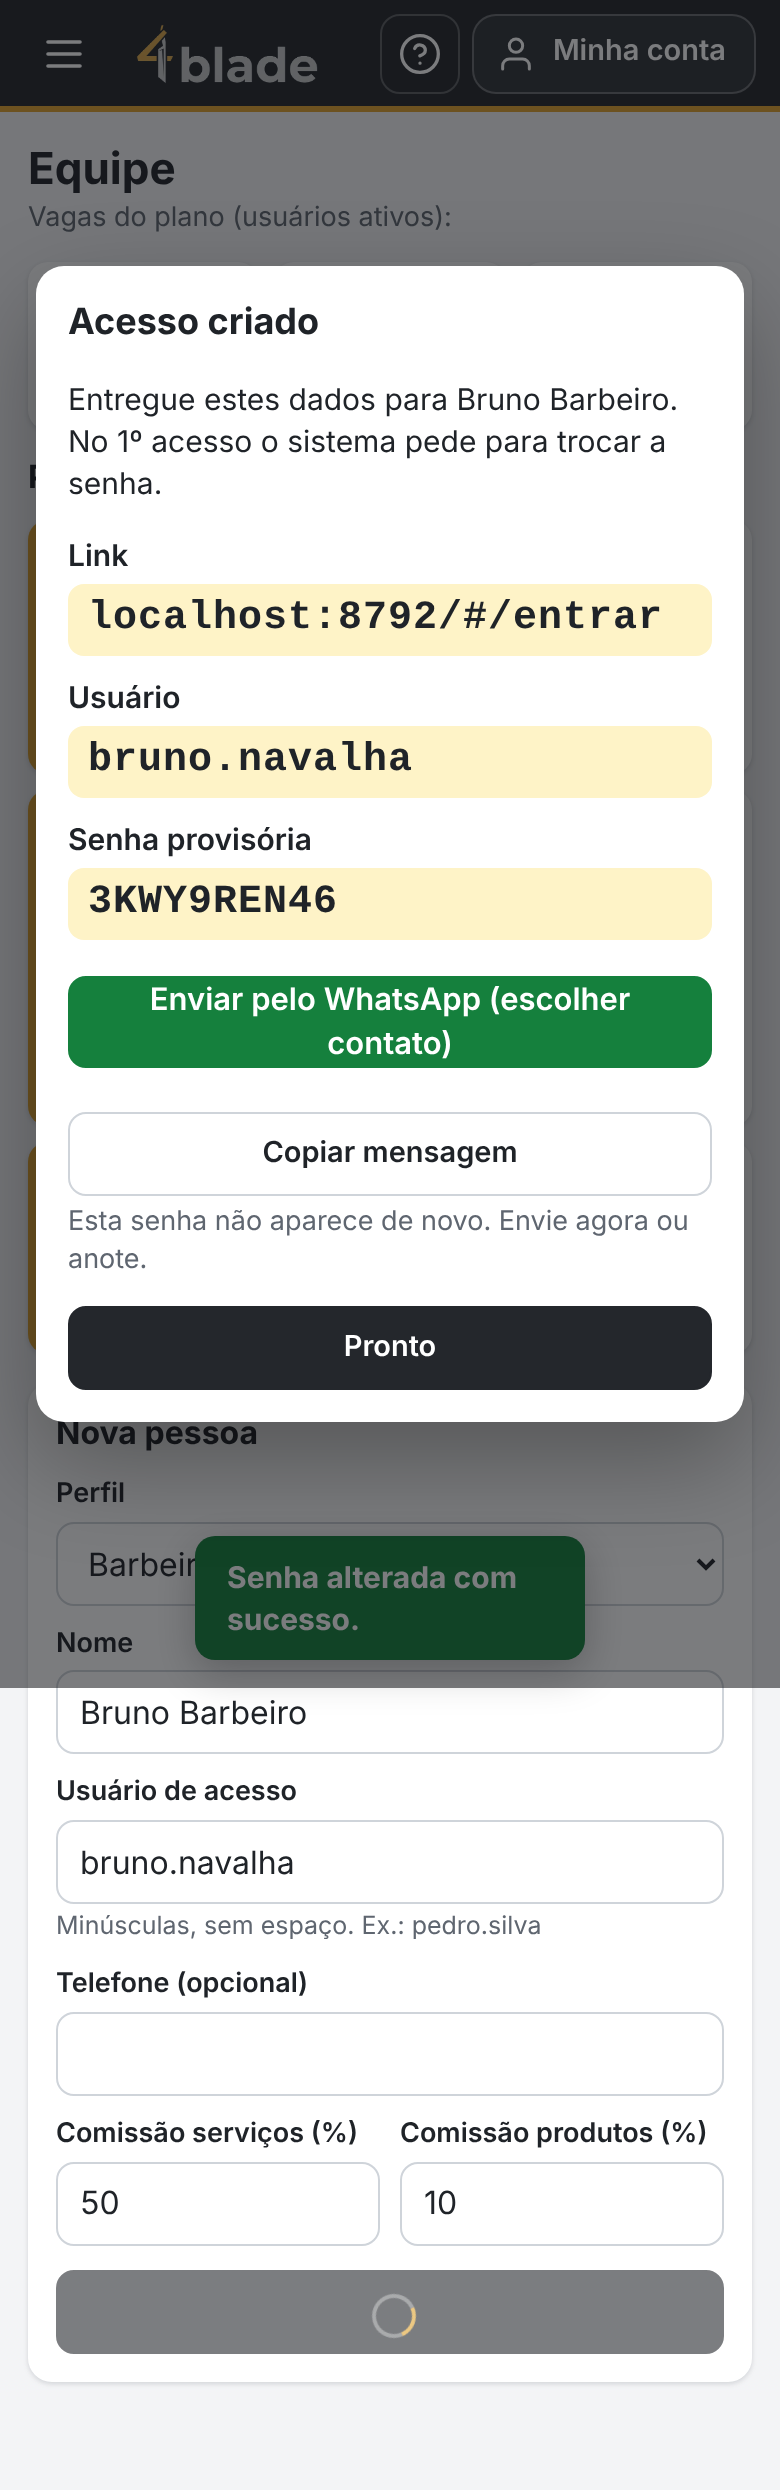 4blade
Minha conta
Equipe
Vagas do plano (usuários ativos):
Acesso criado
Entregue estes dados para Bruno Barbeiro.
No 1º acesso o sistema pede para trocar a
senha.
Link
localhost:8792/#/entrar
Usuário
bruno.navalha
Senha provisória
3KWY9REN46
Enviar pelo WhatsApp (escolher
contato)
Copiar mensagem
Esta senha não aparece de novo. Envie agora ou
anote.
Pronto
Nova pessoa
Perfil
Senha alterada com
sucesso.
Nome
Bruno Barbeiro
Usuário de acesso
bruno.navalha
Minúsculas, sem espaço. Ex.: pedro.silva
Telefone (opcional)
Comissão serviços (%) Comissão produtos (%)
50 10